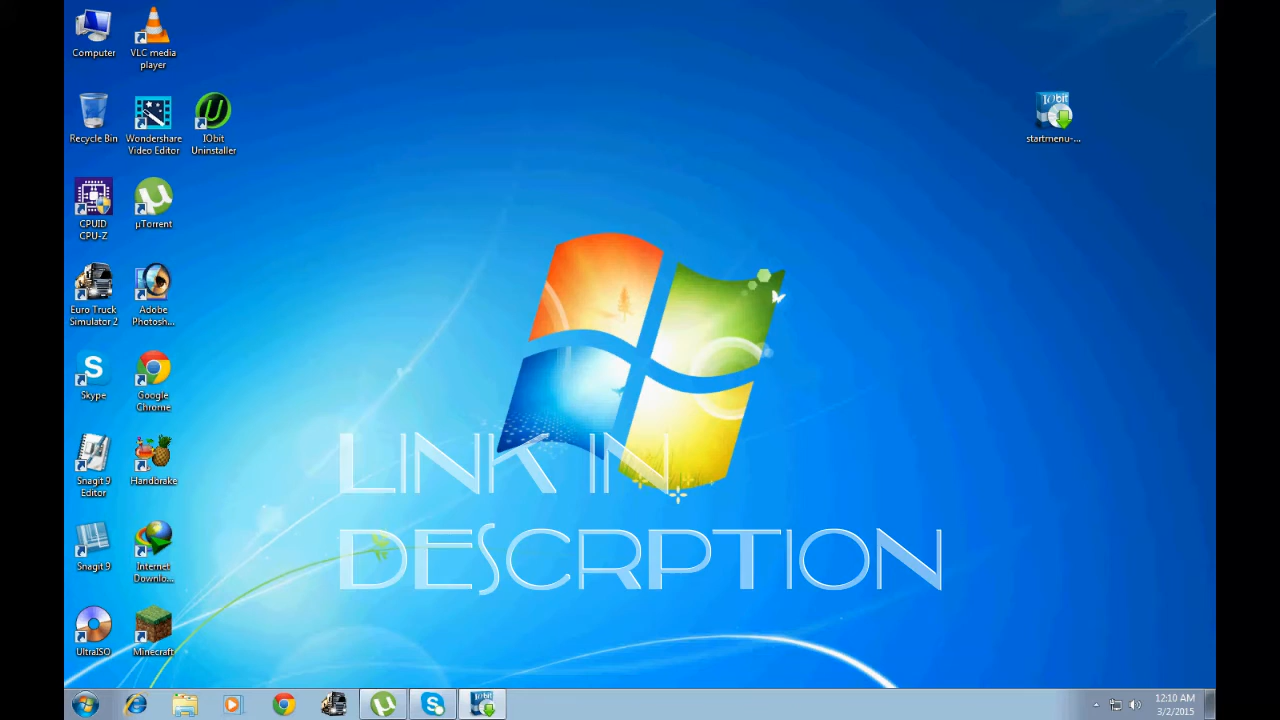 Computer
VLC media
player
Recycle Bin
Wondershare
Video Editor
IObit
Uninstaller
IObit
startmenu-...
CPUID
CPU-Z
µTorrent
Euro Truck
Simulator 2
Adobe
Photosh...
S
Skype
Google
Chrome
Snagit 9
Editor
Handbrake
Snagit 9
Internet
Downlo...
UltraISO
Minecraft
LINK IN
DESCRPTION
IObit
12:10 AM
3/2/2015